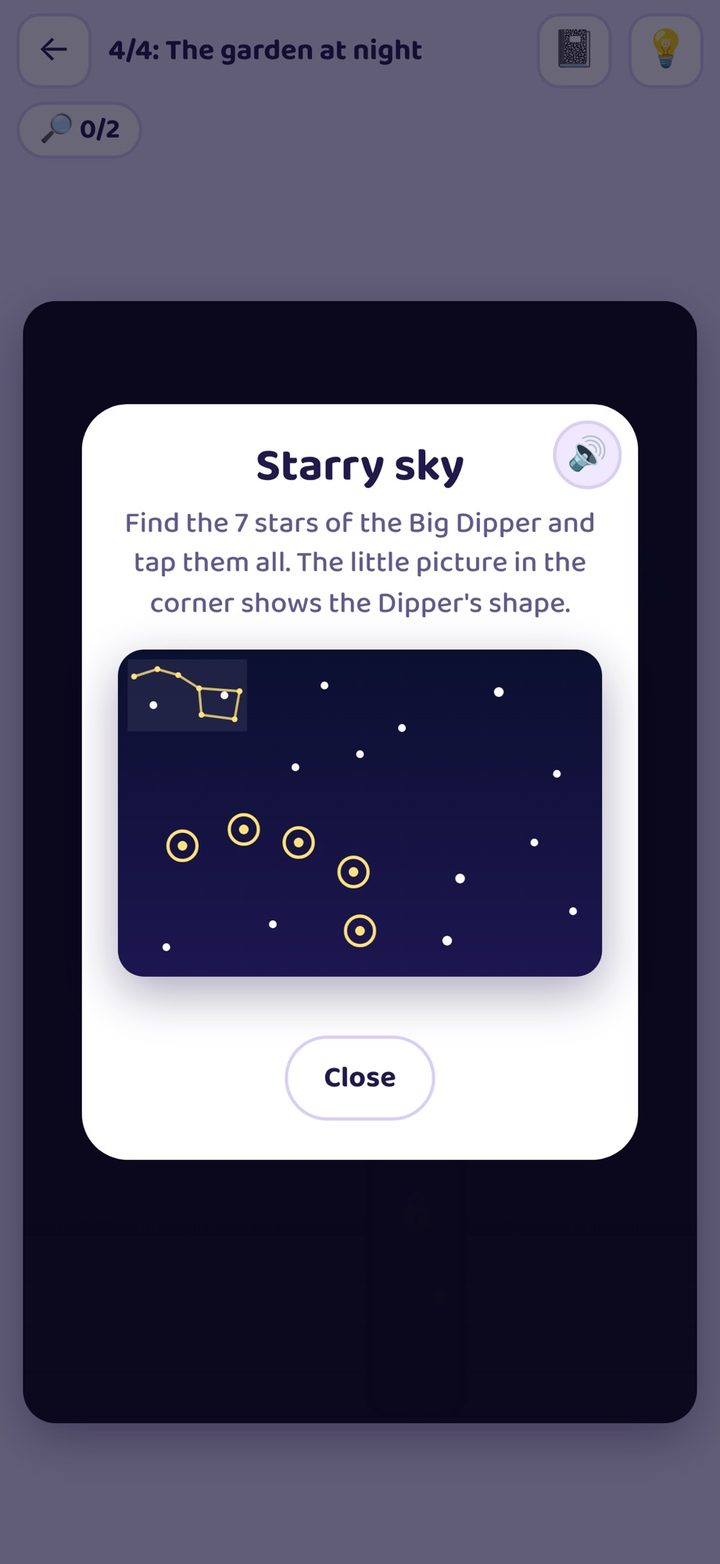 4/4: The garden at night
0/2
Starry sky
Find the 7 stars of the Big Dipper and
tap them all. The little picture in the
corner shows the Dipper's shape.
Close